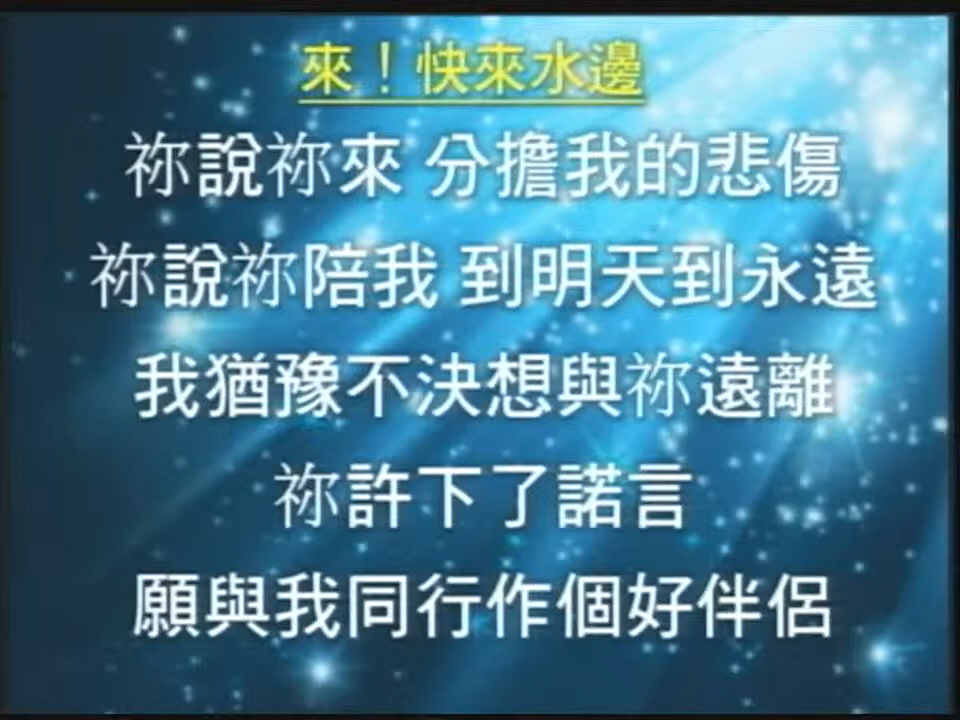 來！快來水邊
祢說祢來 分擔我的悲傷
祢說祢陪我 到明天到永遠
我猶豫不決想與祢遠離
祢許下了諾言
願與我同行作個好伴侶